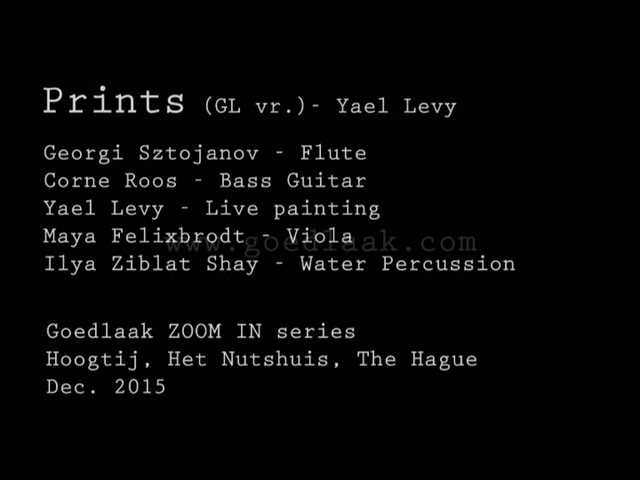 Prints (GL vr.)- Yael Levy
Georgi Sztojanov - Flute
Corne Roos - Bass Guitar
Yael Levy - Live painting
Maya Felixbrodt - Viola
www.goedlaak.com
Ilya Ziblat Shay - Water Percussion
Goedlaak ZOOM IN series
Hoogtij, Het Nutshuis, The Hague
Dec. 2015